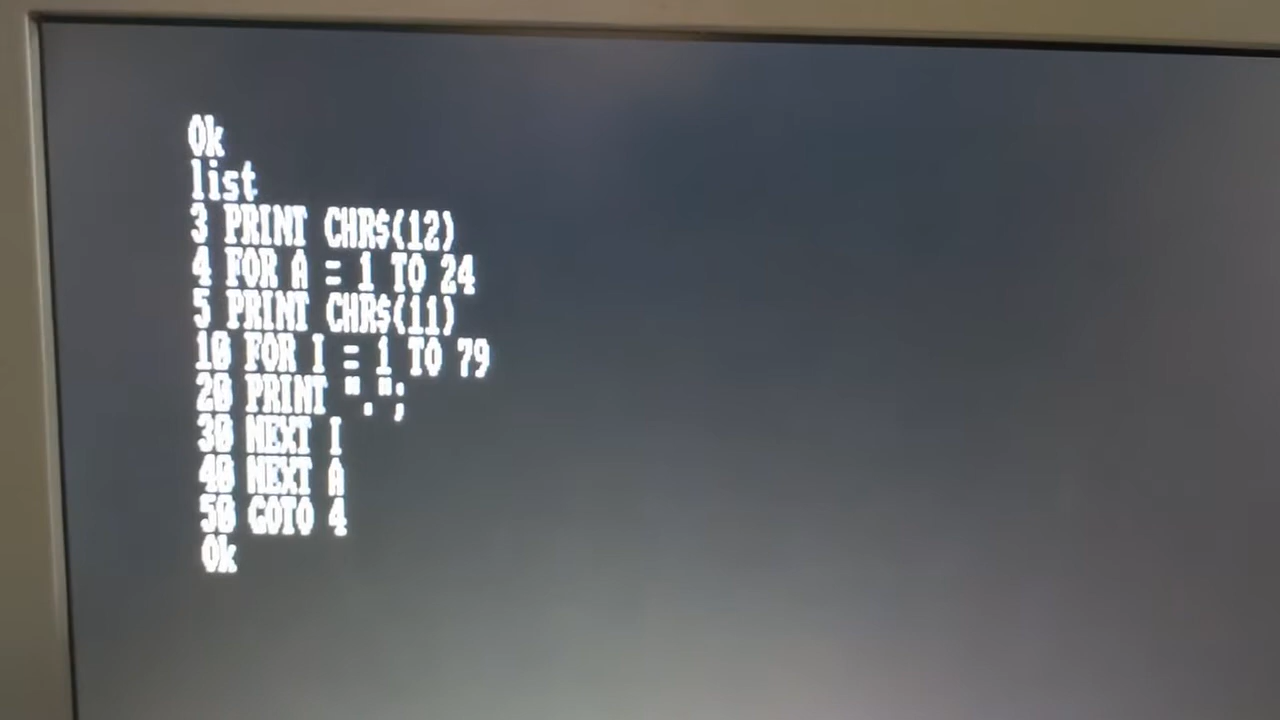 Ok
list
3 PRINT CHR$(12)
4 FOR A = 1 TO 24
5 PRINT CHR$(11)
10 FOR I = 1 TO 79
20 PRINT ".";
30 NEXT I
40 NEXT A
50 GOTO 4
Ok